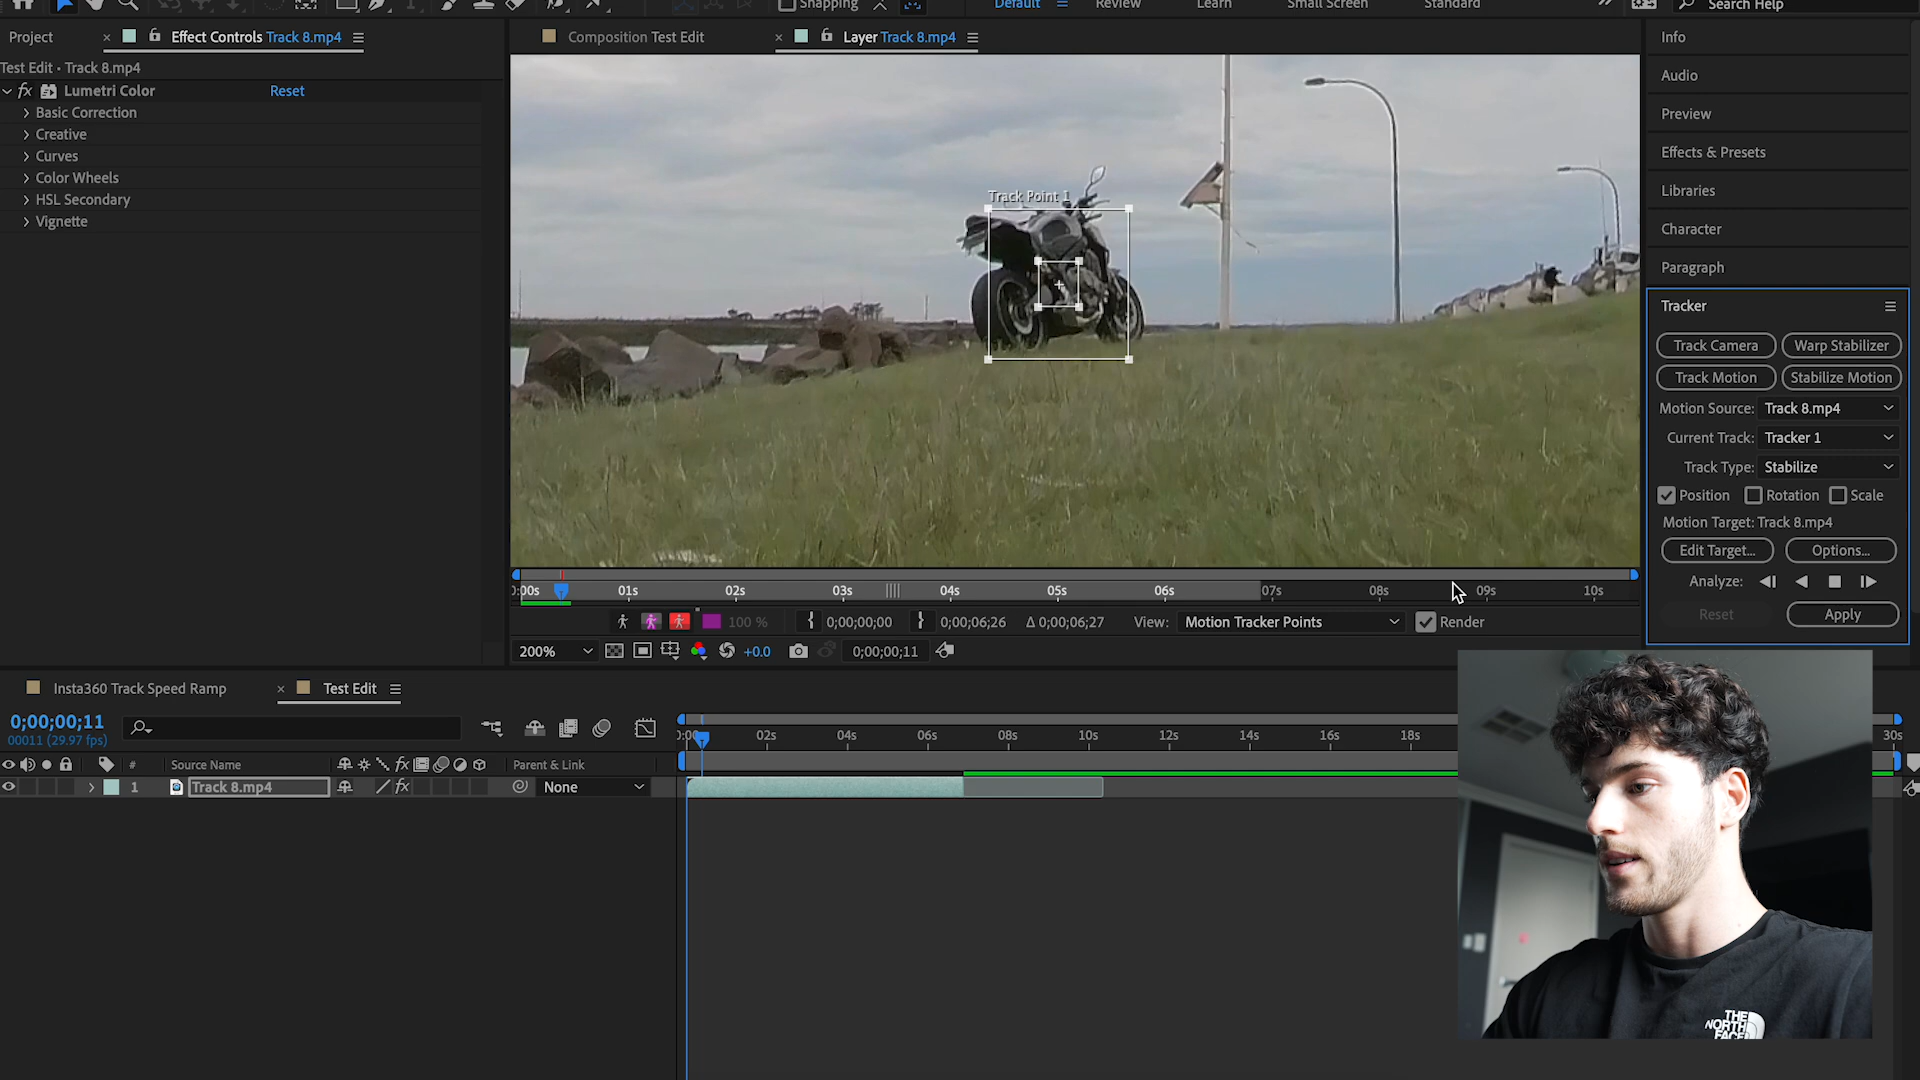 Snapping
Default
Review
Learn
Small Screen
Standard
Search Help
Project
Effect Controls Track 8.mp4
Composition Test Edit
Layer Track 8.mp4
Test Edit • Track 8.mp4
fx Lumetri Color
Reset
Basic Correction
Creative
Curves
Color Wheels
HSL Secondary
Vignette
Track Point 1
Info
Audio
Preview
Effects & Presets
Libraries
Character
Paragraph
Tracker
Track Camera
Warp Stabilizer
Track Motion
Stabilize Motion
Motion Source: Track 8.mp4
Current Track: Tracker 1
Track Type: Stabilize
Position
Rotation
Scale
Motion Target: Track 8.mp4
Edit Target...
Options...
Analyze:
Reset
Apply
0:00s 01s 02s 03s 04s 05s 06s 07s 08s 09s 10s
100 %
0;00;00;00
0;00;06;26
Δ 0;00;06;27
View: Motion Tracker Points
Render
200%
+0.0
0;00;00;11
Insta360 Track Speed Ramp
Test Edit
0;00;00;11
00011 (29.97 fps)
02s 04s 06s 08s 10s 12s 14s 16s 18s 30s
# Source Name
fx
Parent & Link
1 Track 8.mp4
fx
None
THE
NORTH
FACE